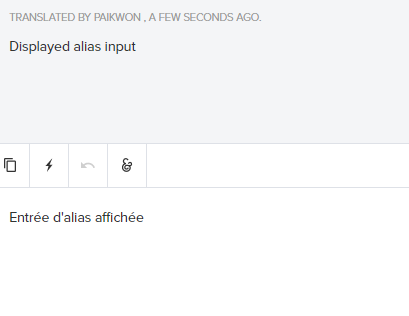 TRANSLATED BY PAIKWON , A FEW SECONDS AGO.
Displayed alias input
Entrée d'alias affichée